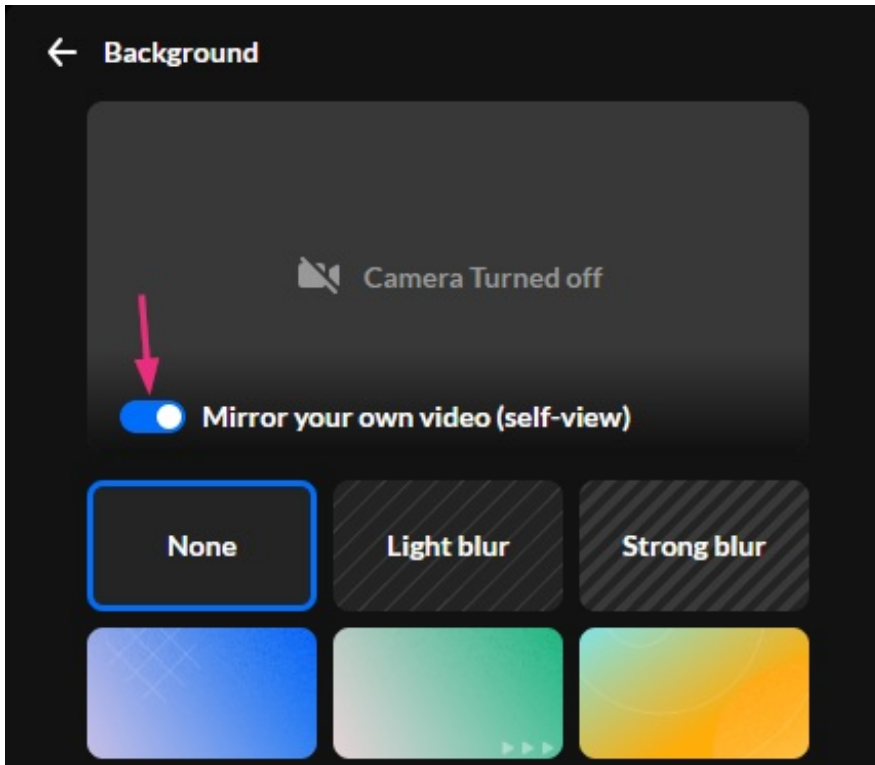 Background
Camera Turned off
Mirror your own video (self-view)
None
Light blur
Strong blur